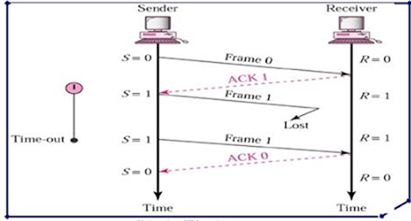 Sender Receiver
S = 0 Frame 0 R = 0
ACK 1
S = 1 Frame 1 R = 1
Lost
Time-out S = 1 Frame 1 R = 1
ACK 0
S = 0 R = 0
Time Time